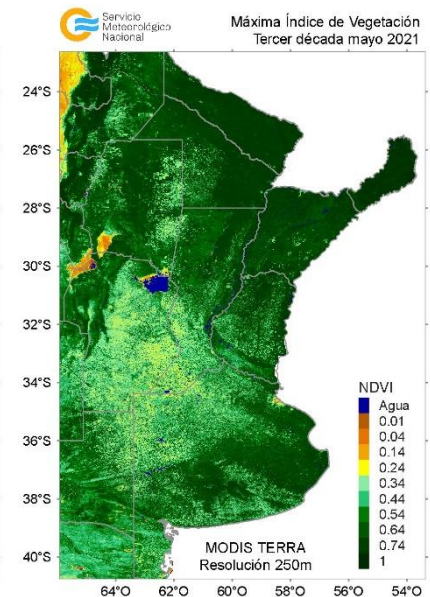 Servicio
Meteorológico
Nacional
Máxima Índice de Vegetación
Tercer década mayo 2021
24°S
26°S
28°S
30°S
32°S
34°S
36°S
38°S
40°S
NDVI
Agua
0.01
0.04
0.14
0.24
0.34
0.44
0.54
0.64
0.74
1
MODIS TERRA
Resolución 250m
64°O
62°O
60°O
58°O
56°O
54°O